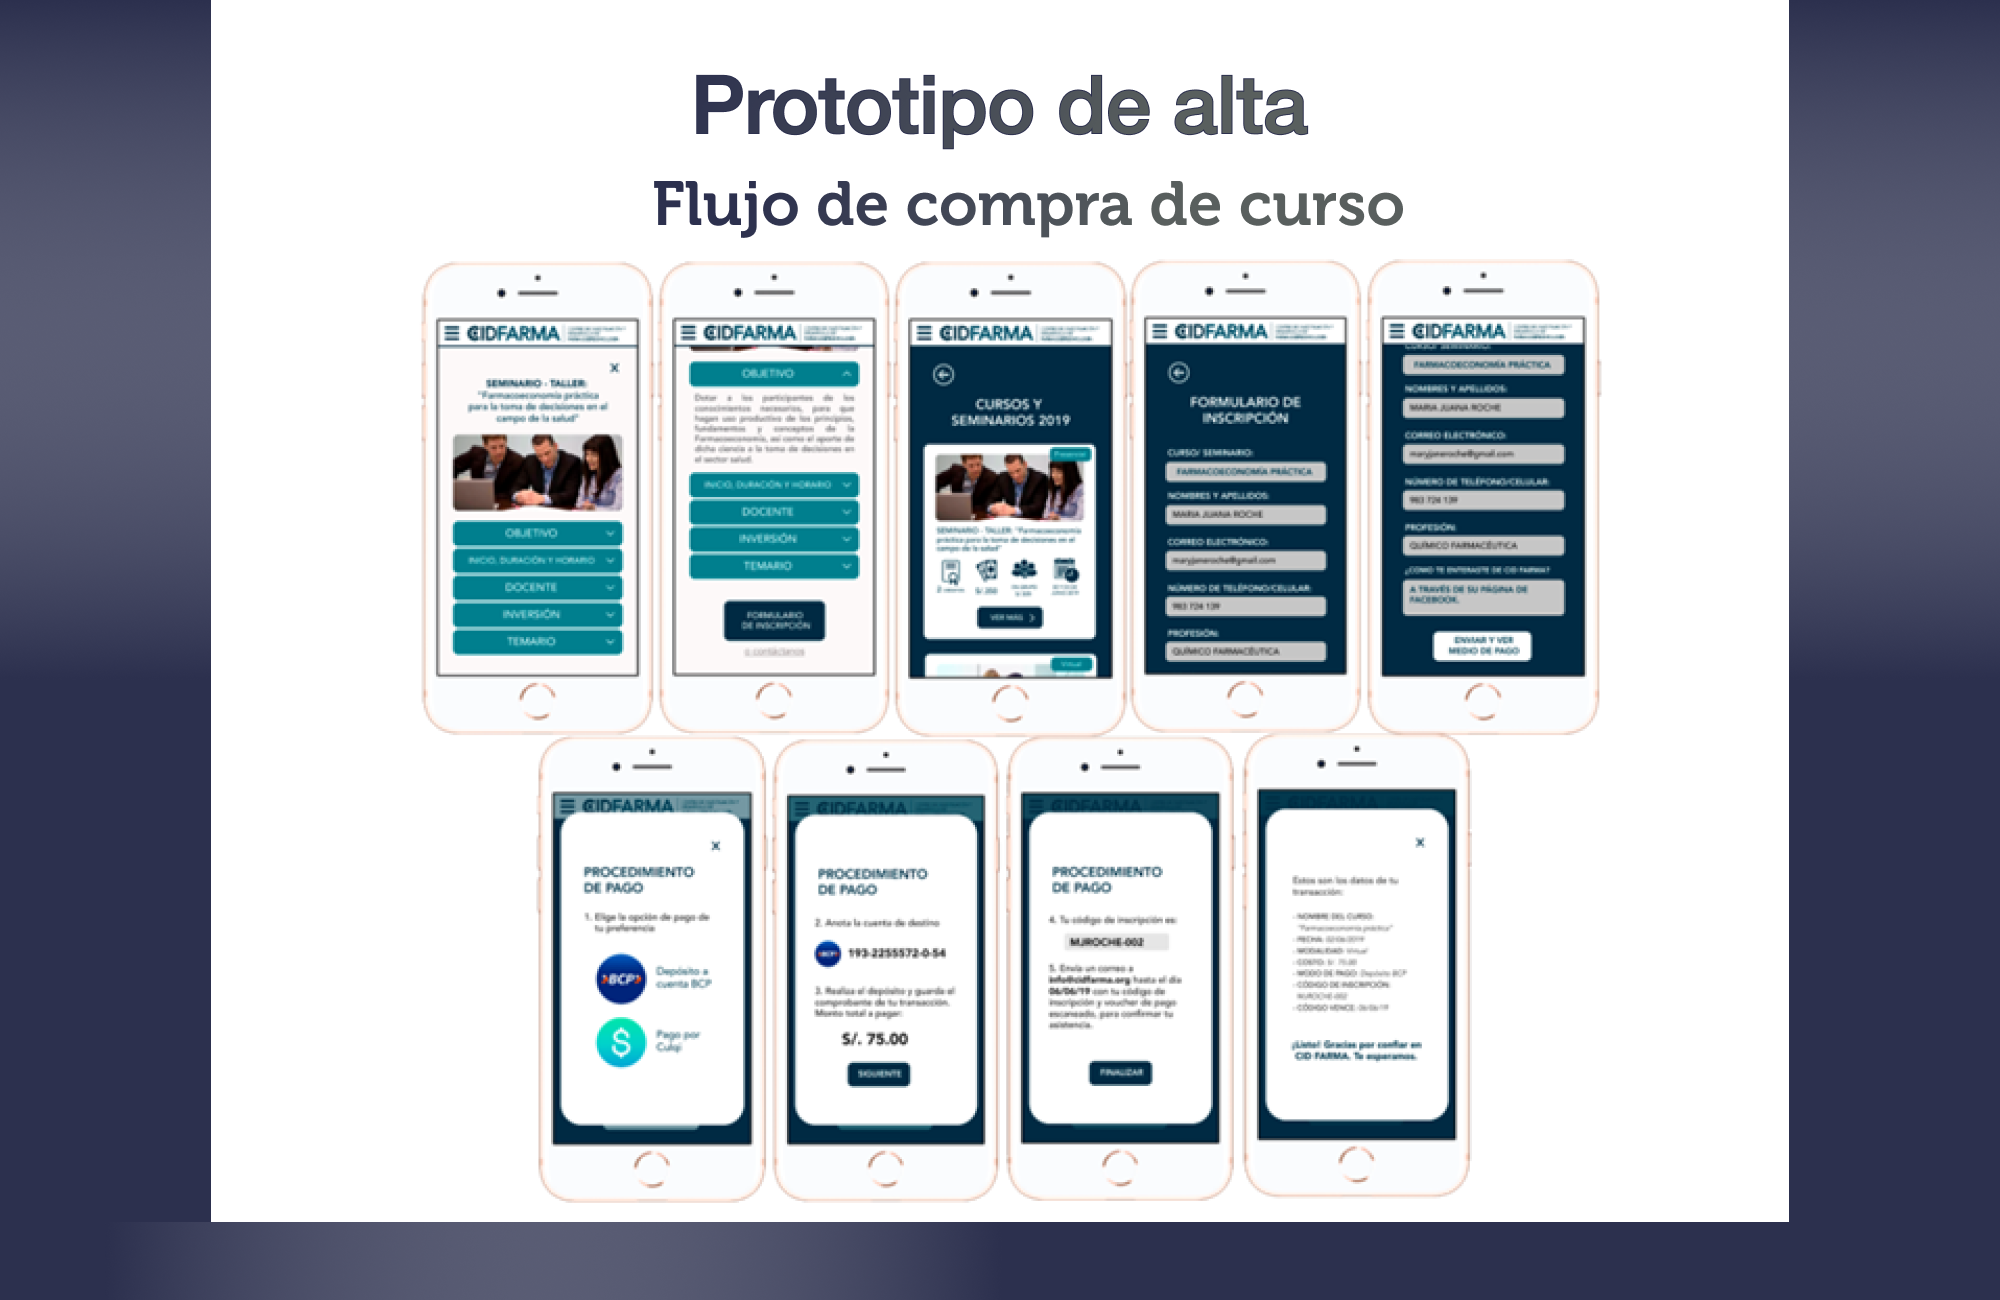 Prototipo de alta
Flujo de compra de curso
CIDFARMA
X
SEMINARIO - TALLER:
"Farmacoeconomía práctica
para la toma de decisiones en el
campo de la salud"
OBJETIVO
INICIO, DURACIÓN Y HORARIO
DOCENTE
INVERSIÓN
TEMARIO
CIDFARMA
OBJETIVO
Dotar a los participantes de los
conocimientos necesarios, para que
hagan uso productivo de los principios,
fundamentos y conceptos de la
Farmacoeconomía, así como el aporte de
dicha ciencia a la toma de decisiones en
el sector salud.
INICIO, DURACIÓN Y HORARIO
DOCENTE
INVERSIÓN
TEMARIO
FORMULARIO
DE INSCRIPCIÓN
o contáctanos
CIDFARMA
CURSOS Y
SEMINARIOS 2019
Presencial
SEMINARIO - TALLER: "Farmacoeconomía
práctica para la toma de decisiones en el
campo de la salud"
S/. 250
VER MÁS
Virtual
CIDFARMA
FORMULARIO DE
INSCRIPCIÓN
CURSO/ SEMINARIO:
FARMACOECONOMÍA PRÁCTICA
NOMBRES Y APELLIDOS:
MARIA JUANA ROCHE
CORREO ELECTRÓNICO:
maryjaneroche@gmail.com
NÚMERO DE TELÉFONO/CELULAR:
983 724 139
PROFESIÓN:
QUÍMICO FARMACÉUTICA
CIDFARMA
CURSO/ SEMINARIO:
FARMACOECONOMÍA PRÁCTICA
NOMBRES Y APELLIDOS:
MARIA JUANA ROCHE
CORREO ELECTRÓNICO:
maryjaneroche@gmail.com
NÚMERO DE TELÉFONO/CELULAR:
983 724 139
PROFESIÓN:
QUÍMICO FARMACÉUTICA
¿COMO TE ENTERASTE DE CID FARMA?
A TRAVÉS DE SU PÁGINA DE
FACEBOOK.
ENVIAR Y VER
MEDIO DE PAGO
CIDFARMA
X
PROCEDIMIENTO
DE PAGO
1. Elige la opción de pago de
tu preferencia
BCP
Depósito a
cuenta BCP
$
Pago por
Culqi
CIDFARMA
PROCEDIMIENTO
DE PAGO
2. Anota la cuenta de destino
BCP 193-2255572-0-54
3. Realiza el depósito y guarda el
comprobante de tu transacción.
Monto total a pagar:
S/. 75.00
SIGUIENTE
CIDFARMA
PROCEDIMIENTO
DE PAGO
4. Tu código de inscripción es:
MJROCHE-002
5. Envía un correo a
info@cidfarma.org hasta el día
06/06/19 con tu código de
inscripción y voucher de pago
escaneado, para confirmar tu
asistencia.
FINALIZAR
X
Estos son los datos de tu
transacción:
- NOMBRE DEL CURSO:
"Farmacoeconomía práctica"
- FECHA: 02/06/2019
- MODALIDAD: Virtual
- COSTO: S/. 75.00
- MODO DE PAGO: Depósito BCP
- CÓDIGO DE INSCRIPCIÓN:
MJROCHE-002
- CÓDIGO VENCE: 06/06/19
¡Listo! Gracias por confiar en
CID FARMA. Te esperamos.